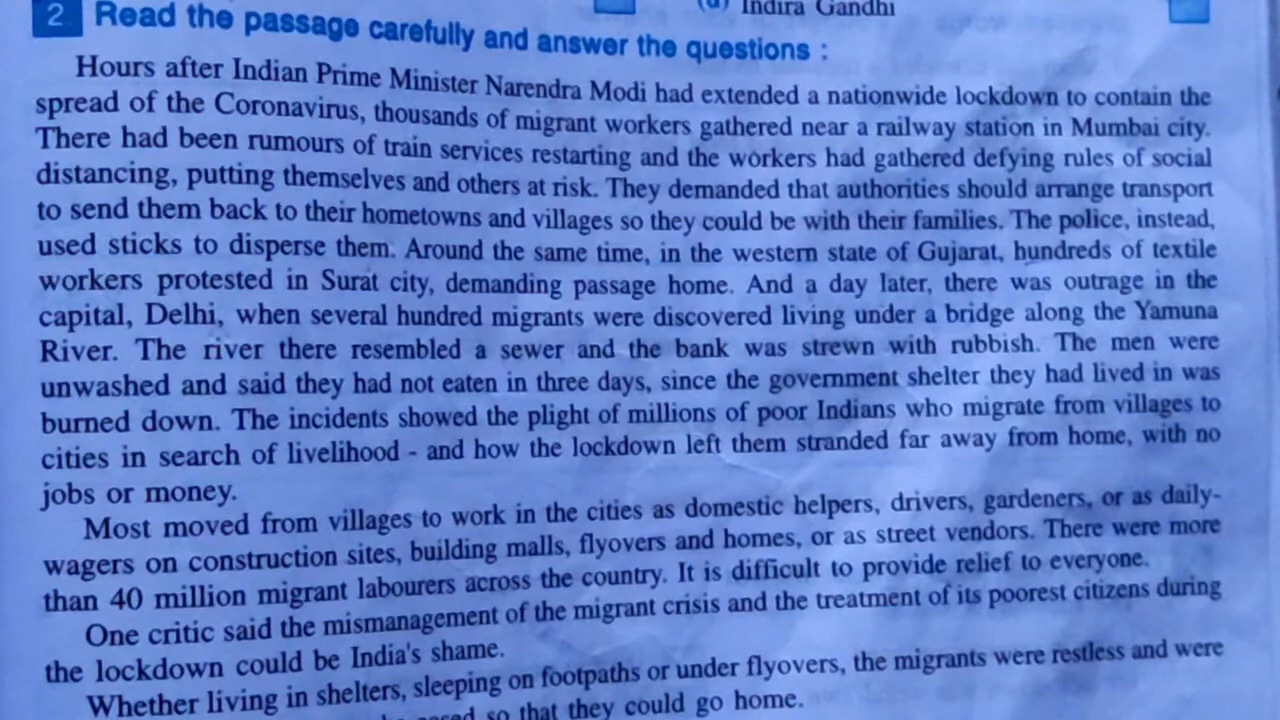 Indira Gandhi
2 Read the passage carefully and answer the questions :
Hours after Indian Prime Minister Narendra Modi had extended a nationwide lockdown to contain the
spread of the Coronavirus, thousands of migrant workers gathered near a railway station in Mumbai city.
There had been rumours of train services restarting and the workers had gathered defying rules of social
distancing, putting themselves and others at risk. They demanded that authorities should arrange transport
to send them back to their hometowns and villages so they could be with their families. The police, instead,
used sticks to disperse them. Around the same time, in the western state of Gujarat, hundreds of textile
workers protested in Surat city, demanding passage home. And a day later, there was outrage in the
capital, Delhi, when several hundred migrants were discovered living under a bridge along the Yamuna
River. The river there resembled a sewer and the bank was strewn with rubbish. The men were
unwashed and said they had not eaten in three days, since the government shelter they had lived in was
burned down. The incidents showed the plight of millions of poor Indians who migrate from villages to
cities in search of livelihood - and how the lockdown left them stranded far away from home, with no
jobs or money.
Most moved from villages to work in the cities as domestic helpers, drivers, gardeners, or as daily-
wagers on construction sites, building malls, flyovers and homes, or as street vendors. There were more
than 40 million migrant labourers across the country. It is difficult to provide relief to everyone.
One critic said the mismanagement of the migrant crisis and the treatment of its poorest citizens during
the lockdown could be India's shame.
Whether living in shelters, sleeping on footpaths or under flyovers, the migrants were restless and were
so that they could go home.